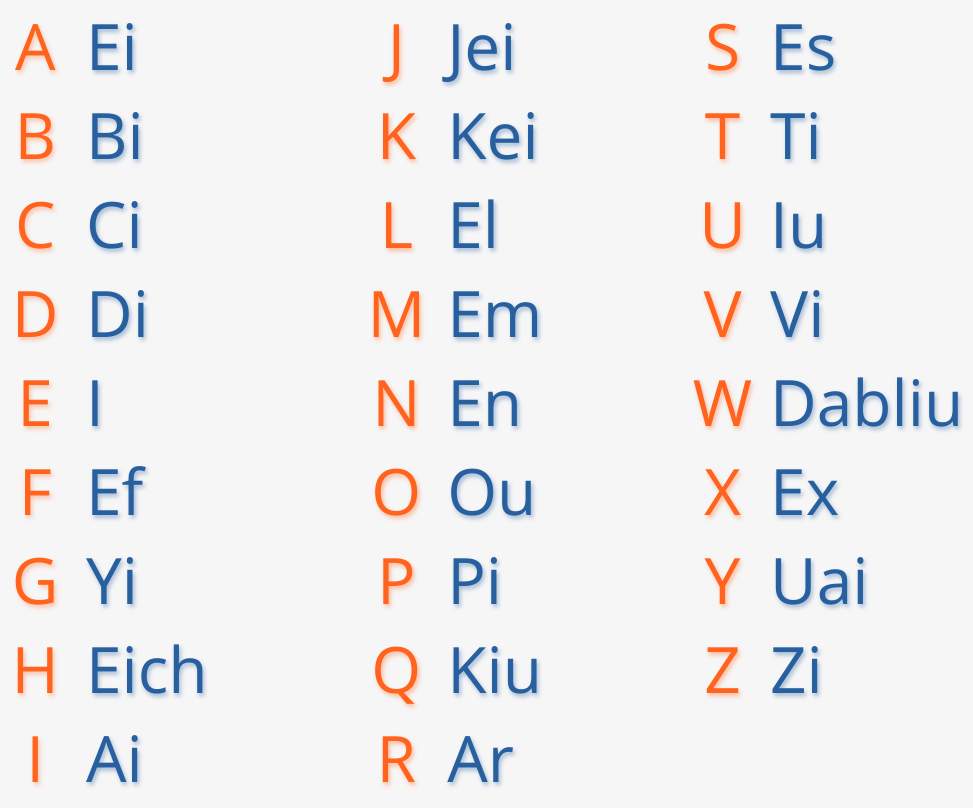 A Ei
B Bi
C Ci
D Di
E I
F Ef
G Yi
H Eich
I Ai
J Jei
K Kei
L El
M Em
N En
O Ou
P Pi
Q Kiu
R Ar
S Es
T Ti
U Iu
V Vi
W Dabliu
X Ex
Y Uai
Z Zi